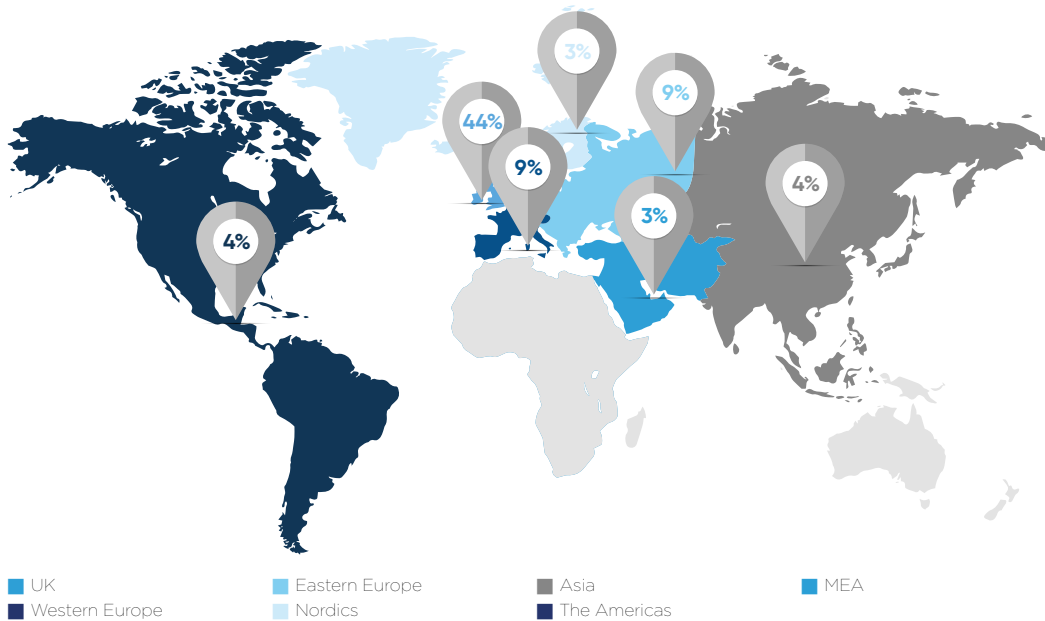 3%
9%
44%
9%
4%
3%
4%
UK
Eastern Europe
Asia
MEA
Western Europe
Nordics
The Americas